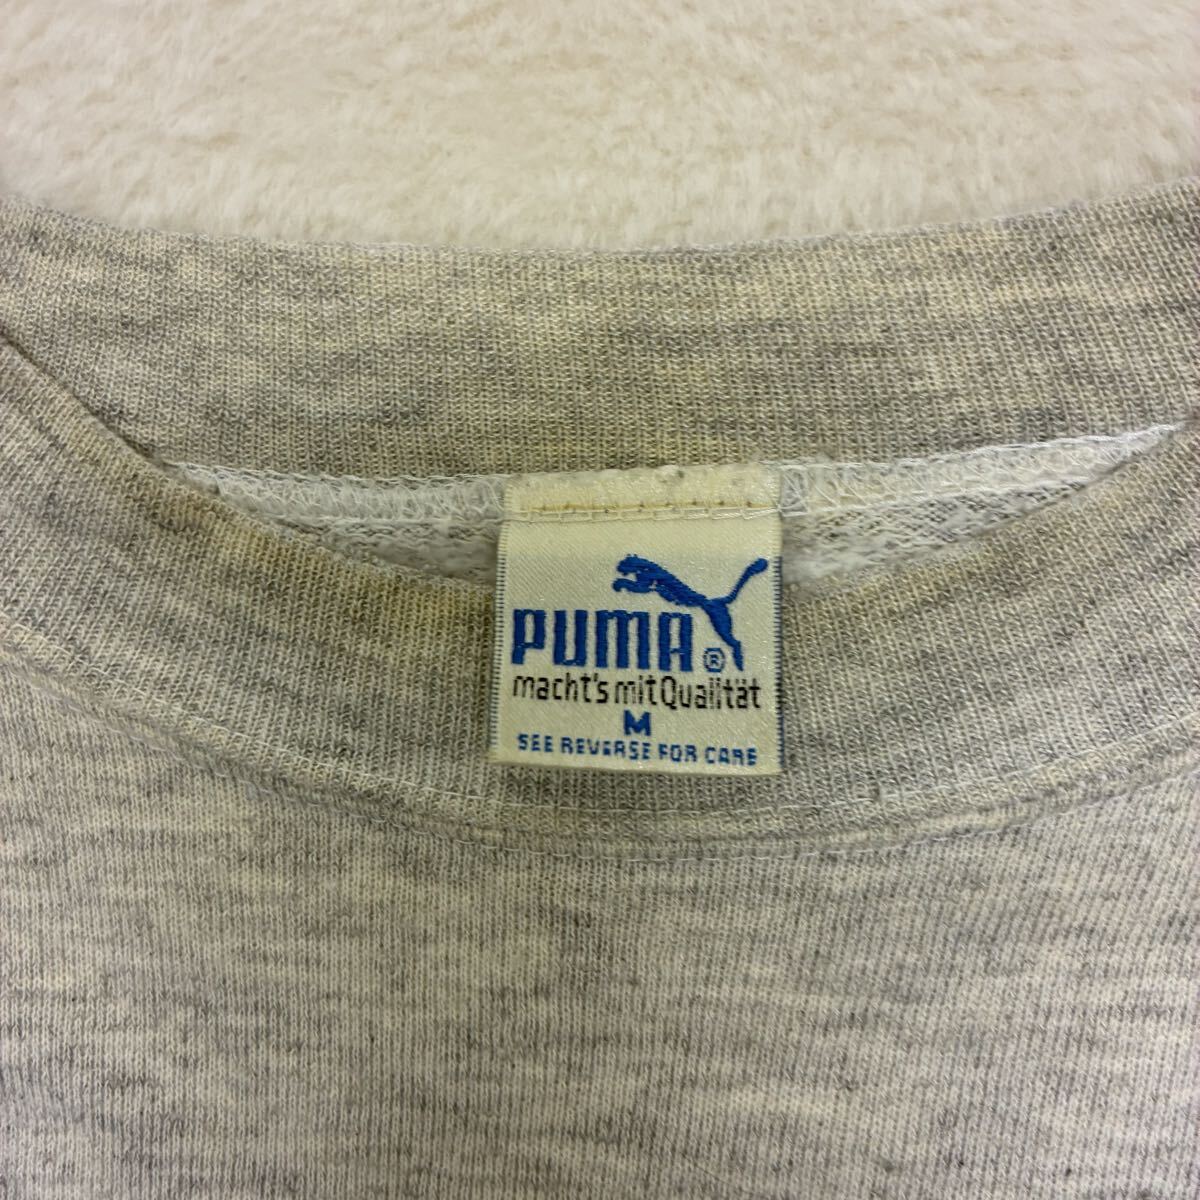 PUMA®
macht's mit Qualität
M
SEE REVERSE FOR CARE